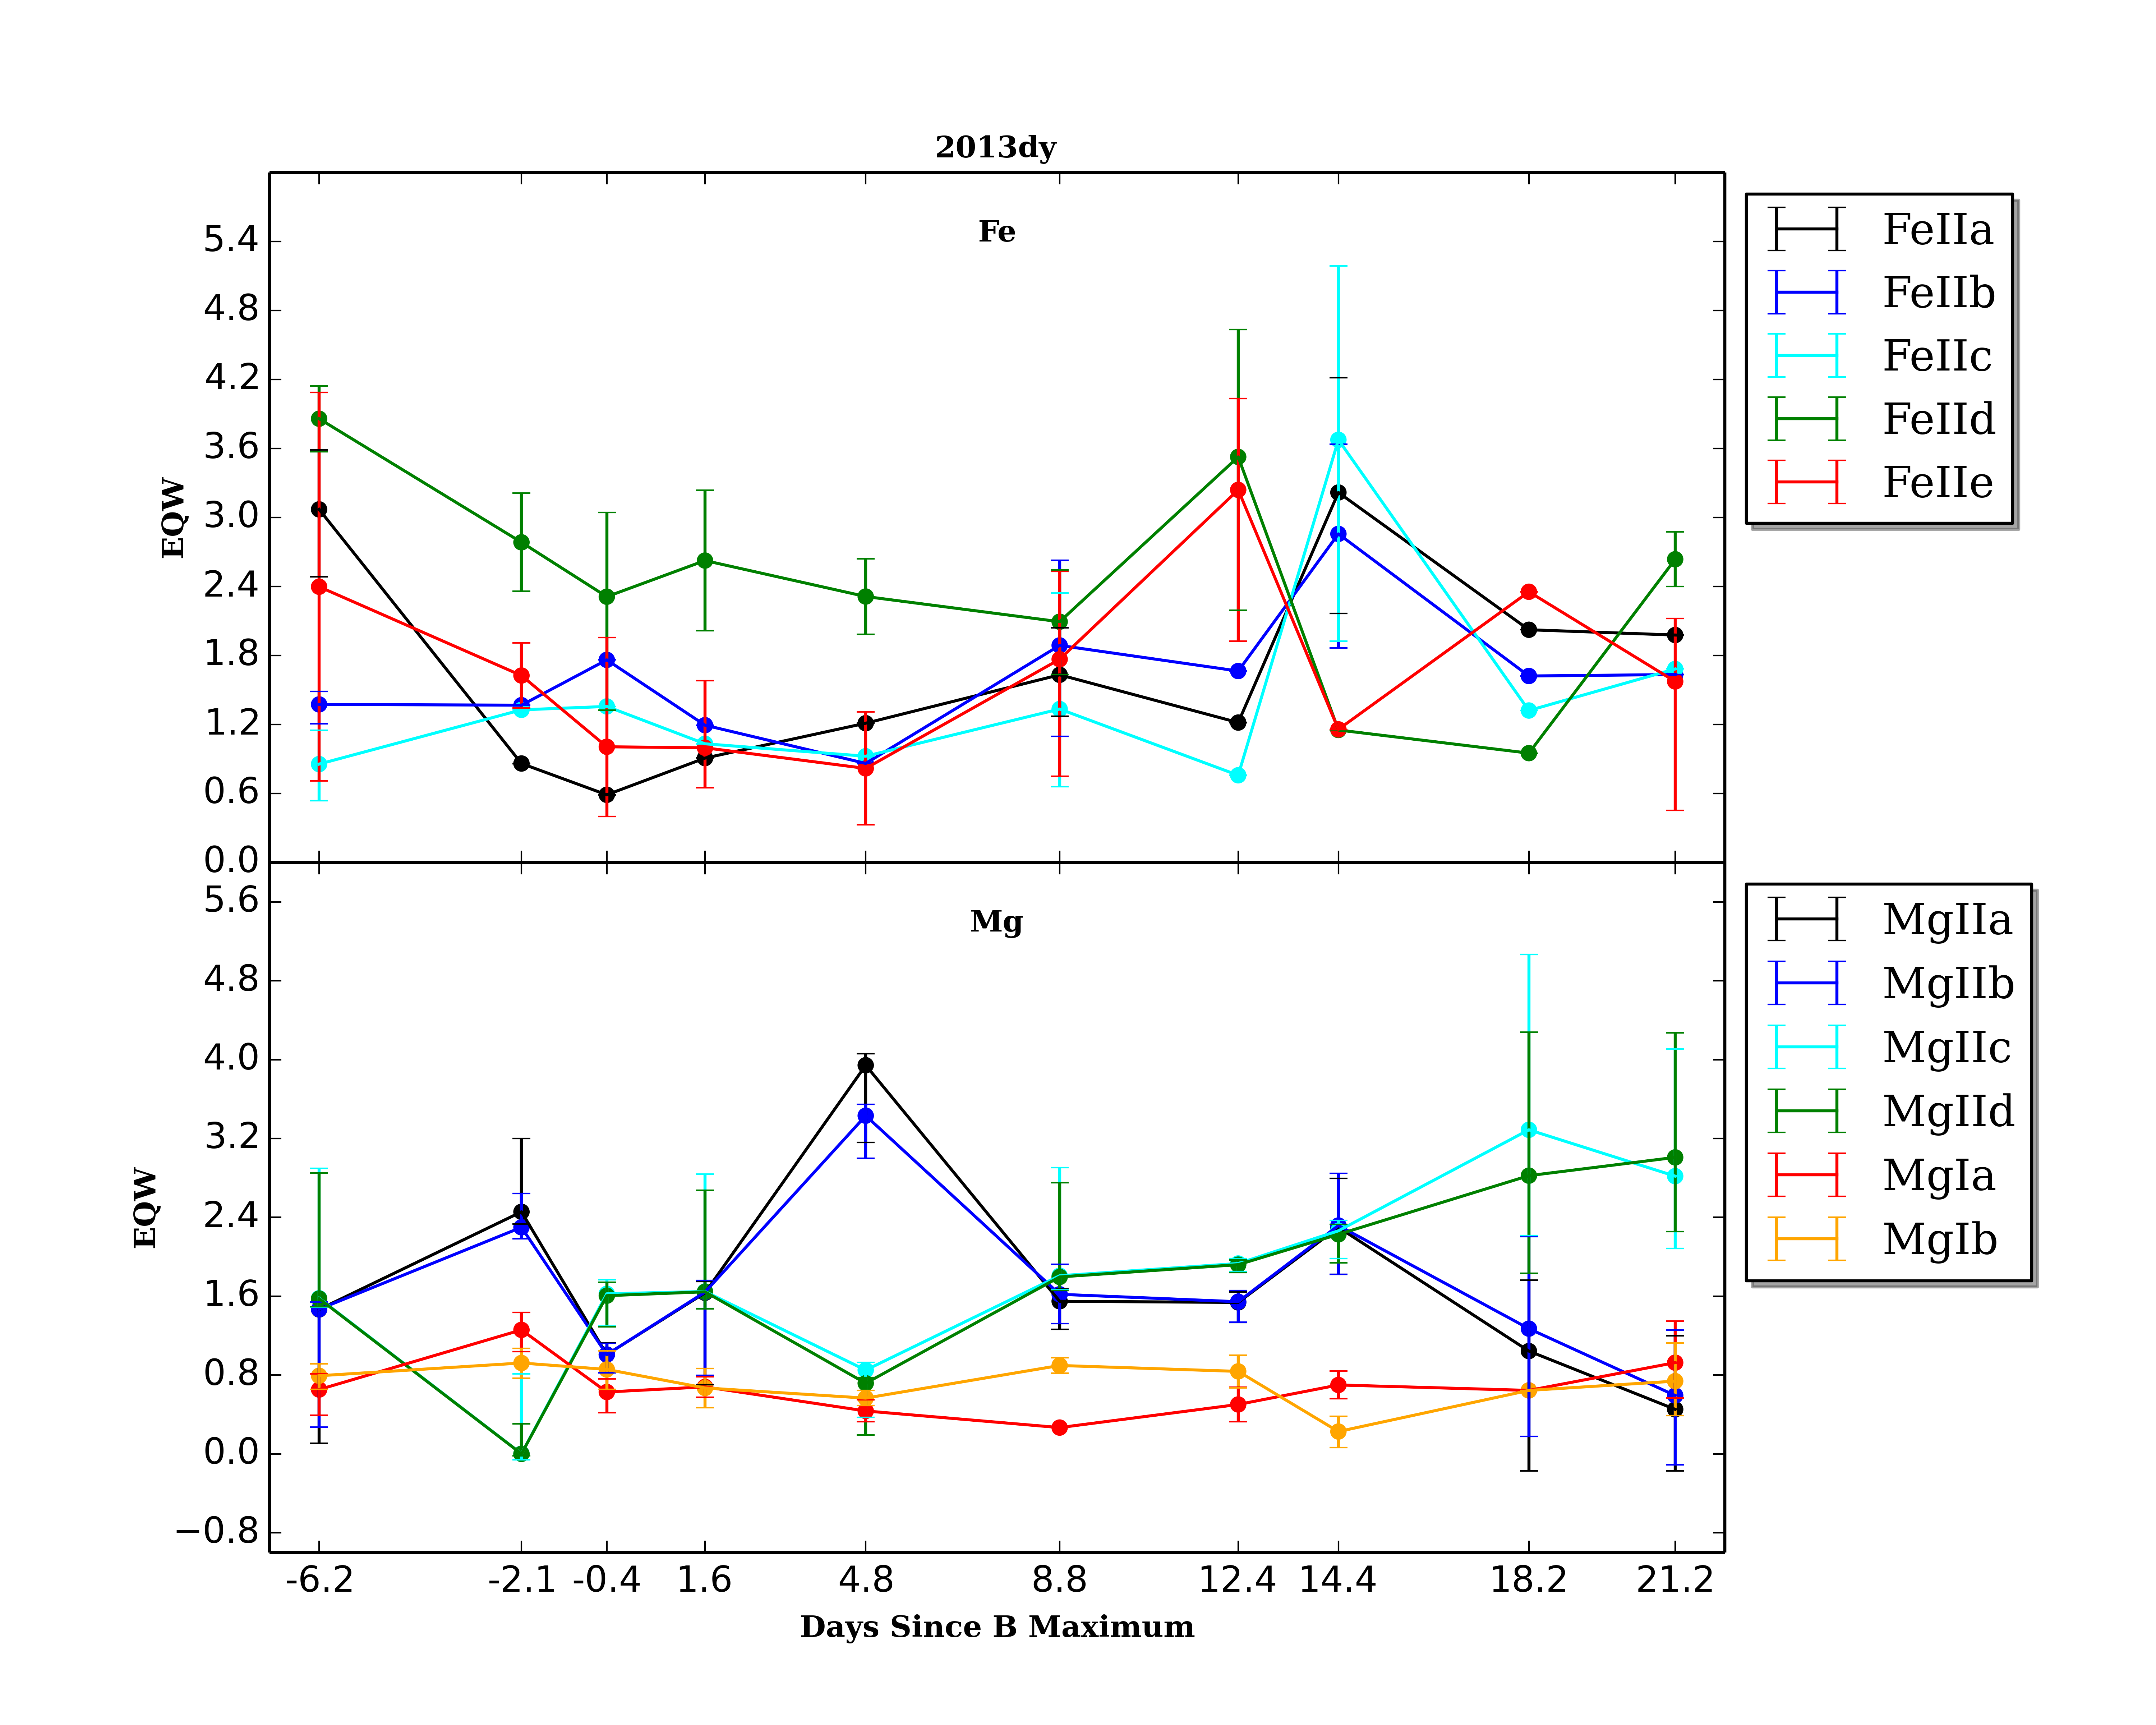 2013dy
Fe
EQW
5.4
4.8
4.2
3.6
3.0
2.4
1.8
1.2
0.6
0.0
FeIIa
FeIIb
FeIIc
FeIId
FeIIe
Mg
EQW
5.6
4.8
4.0
3.2
2.4
1.6
0.8
0.0
−0.8
MgIIa
MgIIb
MgIIc
MgIId
MgIa
MgIb
-6.2 -2.1 -0.4 1.6 4.8 8.8 12.4 14.4 18.2 21.2
Days Since B Maximum